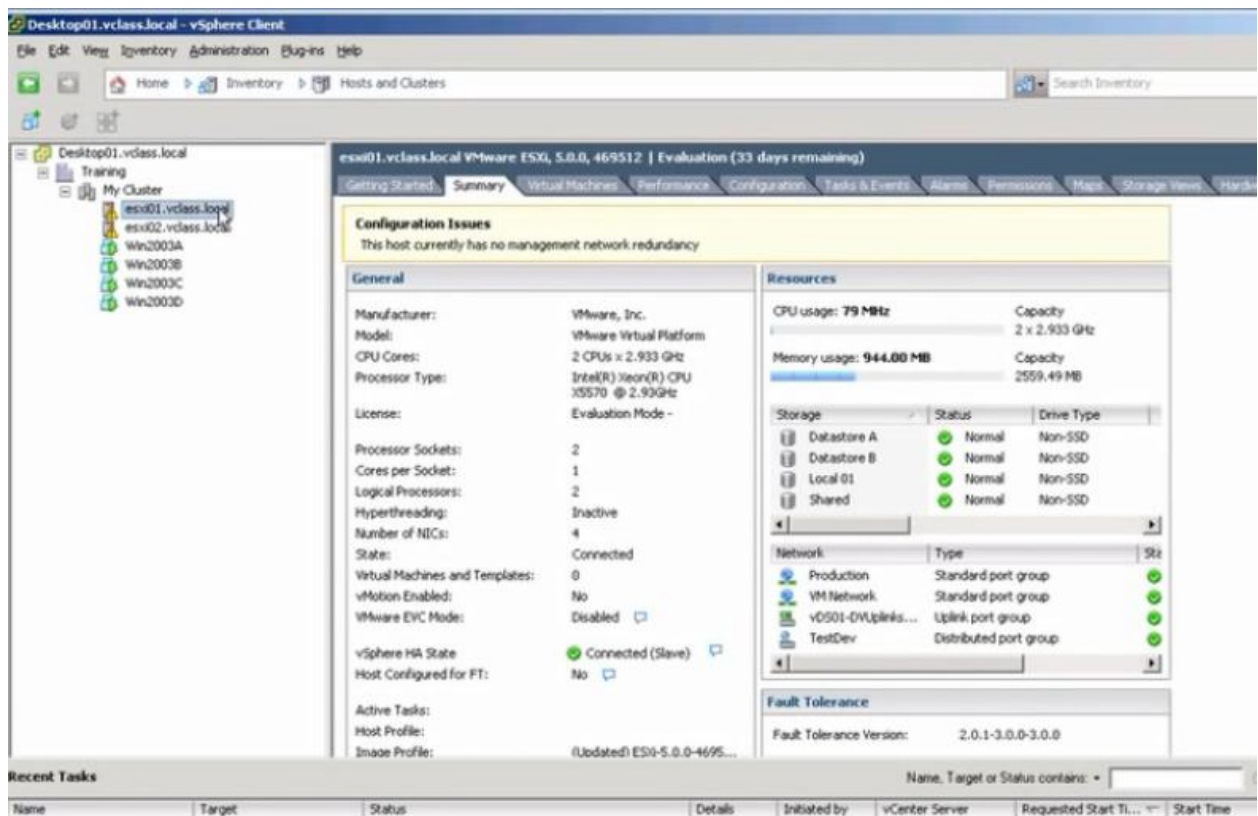 Desktop01.vclass.local - vSphere Client
File Edit View Inventory Administration Plug-ins Help
Home Inventory Hosts and Clusters
Search Inventory
Desktop01.vclass.local
Training
My Cluster
esxi01.vclass.local
esxi02.vclass.local
Win2003A
Win2003B
Win2003C
Win2003D
esxi01.vclass.local VMware ESXi, 5.0.0, 469512 | Evaluation (33 days remaining)
Getting Started Summary Virtual Machines Performance Configuration Tasks & Events Alarms Permissions Maps Storage Views
Configuration Issues
This host currently has no management network redundancy
General
Manufacturer: VMware, Inc.
Model: VMware Virtual Platform
CPU Cores: 2 CPUs x 2.933 GHz
Processor Type: Intel(R) Xeon(R) CPU
X5570 @ 2.93GHz
License: Evaluation Mode -
Processor Sockets: 2
Cores per Socket: 1
Logical Processors: 2
Hyperthreading: Inactive
Number of NICs: 4
State: Connected
Virtual Machines and Templates: 0
vMotion Enabled: No
VMware EVC Mode: Disabled
vSphere HA State Connected (Slave)
Host Configured for FT: No
Active Tasks:
Host Profile:
Image Profile: (Updated) ESXi-5.0.0-4695...
Resources
CPU usage: 79 MHz Capacity
2 x 2.933 GHz
Memory usage: 944.00 MB Capacity
2559.49 MB
Storage Status Drive Type
Datastore A Normal Non-SSD
Datastore B Normal Non-SSD
Local 01 Normal Non-SSD
Shared Normal Non-SSD
Network Type Sta
Production Standard port group
VM Network Standard port group
vDS01-DVUplinks... Uplink port group
TestDev Distributed port group
Fault Tolerance
Fault Tolerance Version: 2.0.1-3.0.0-3.0.0
Recent Tasks
Name, Target or Status contains:
Name Target Status Details Initiated by vCenter Server Requested Start Ti... Start Time